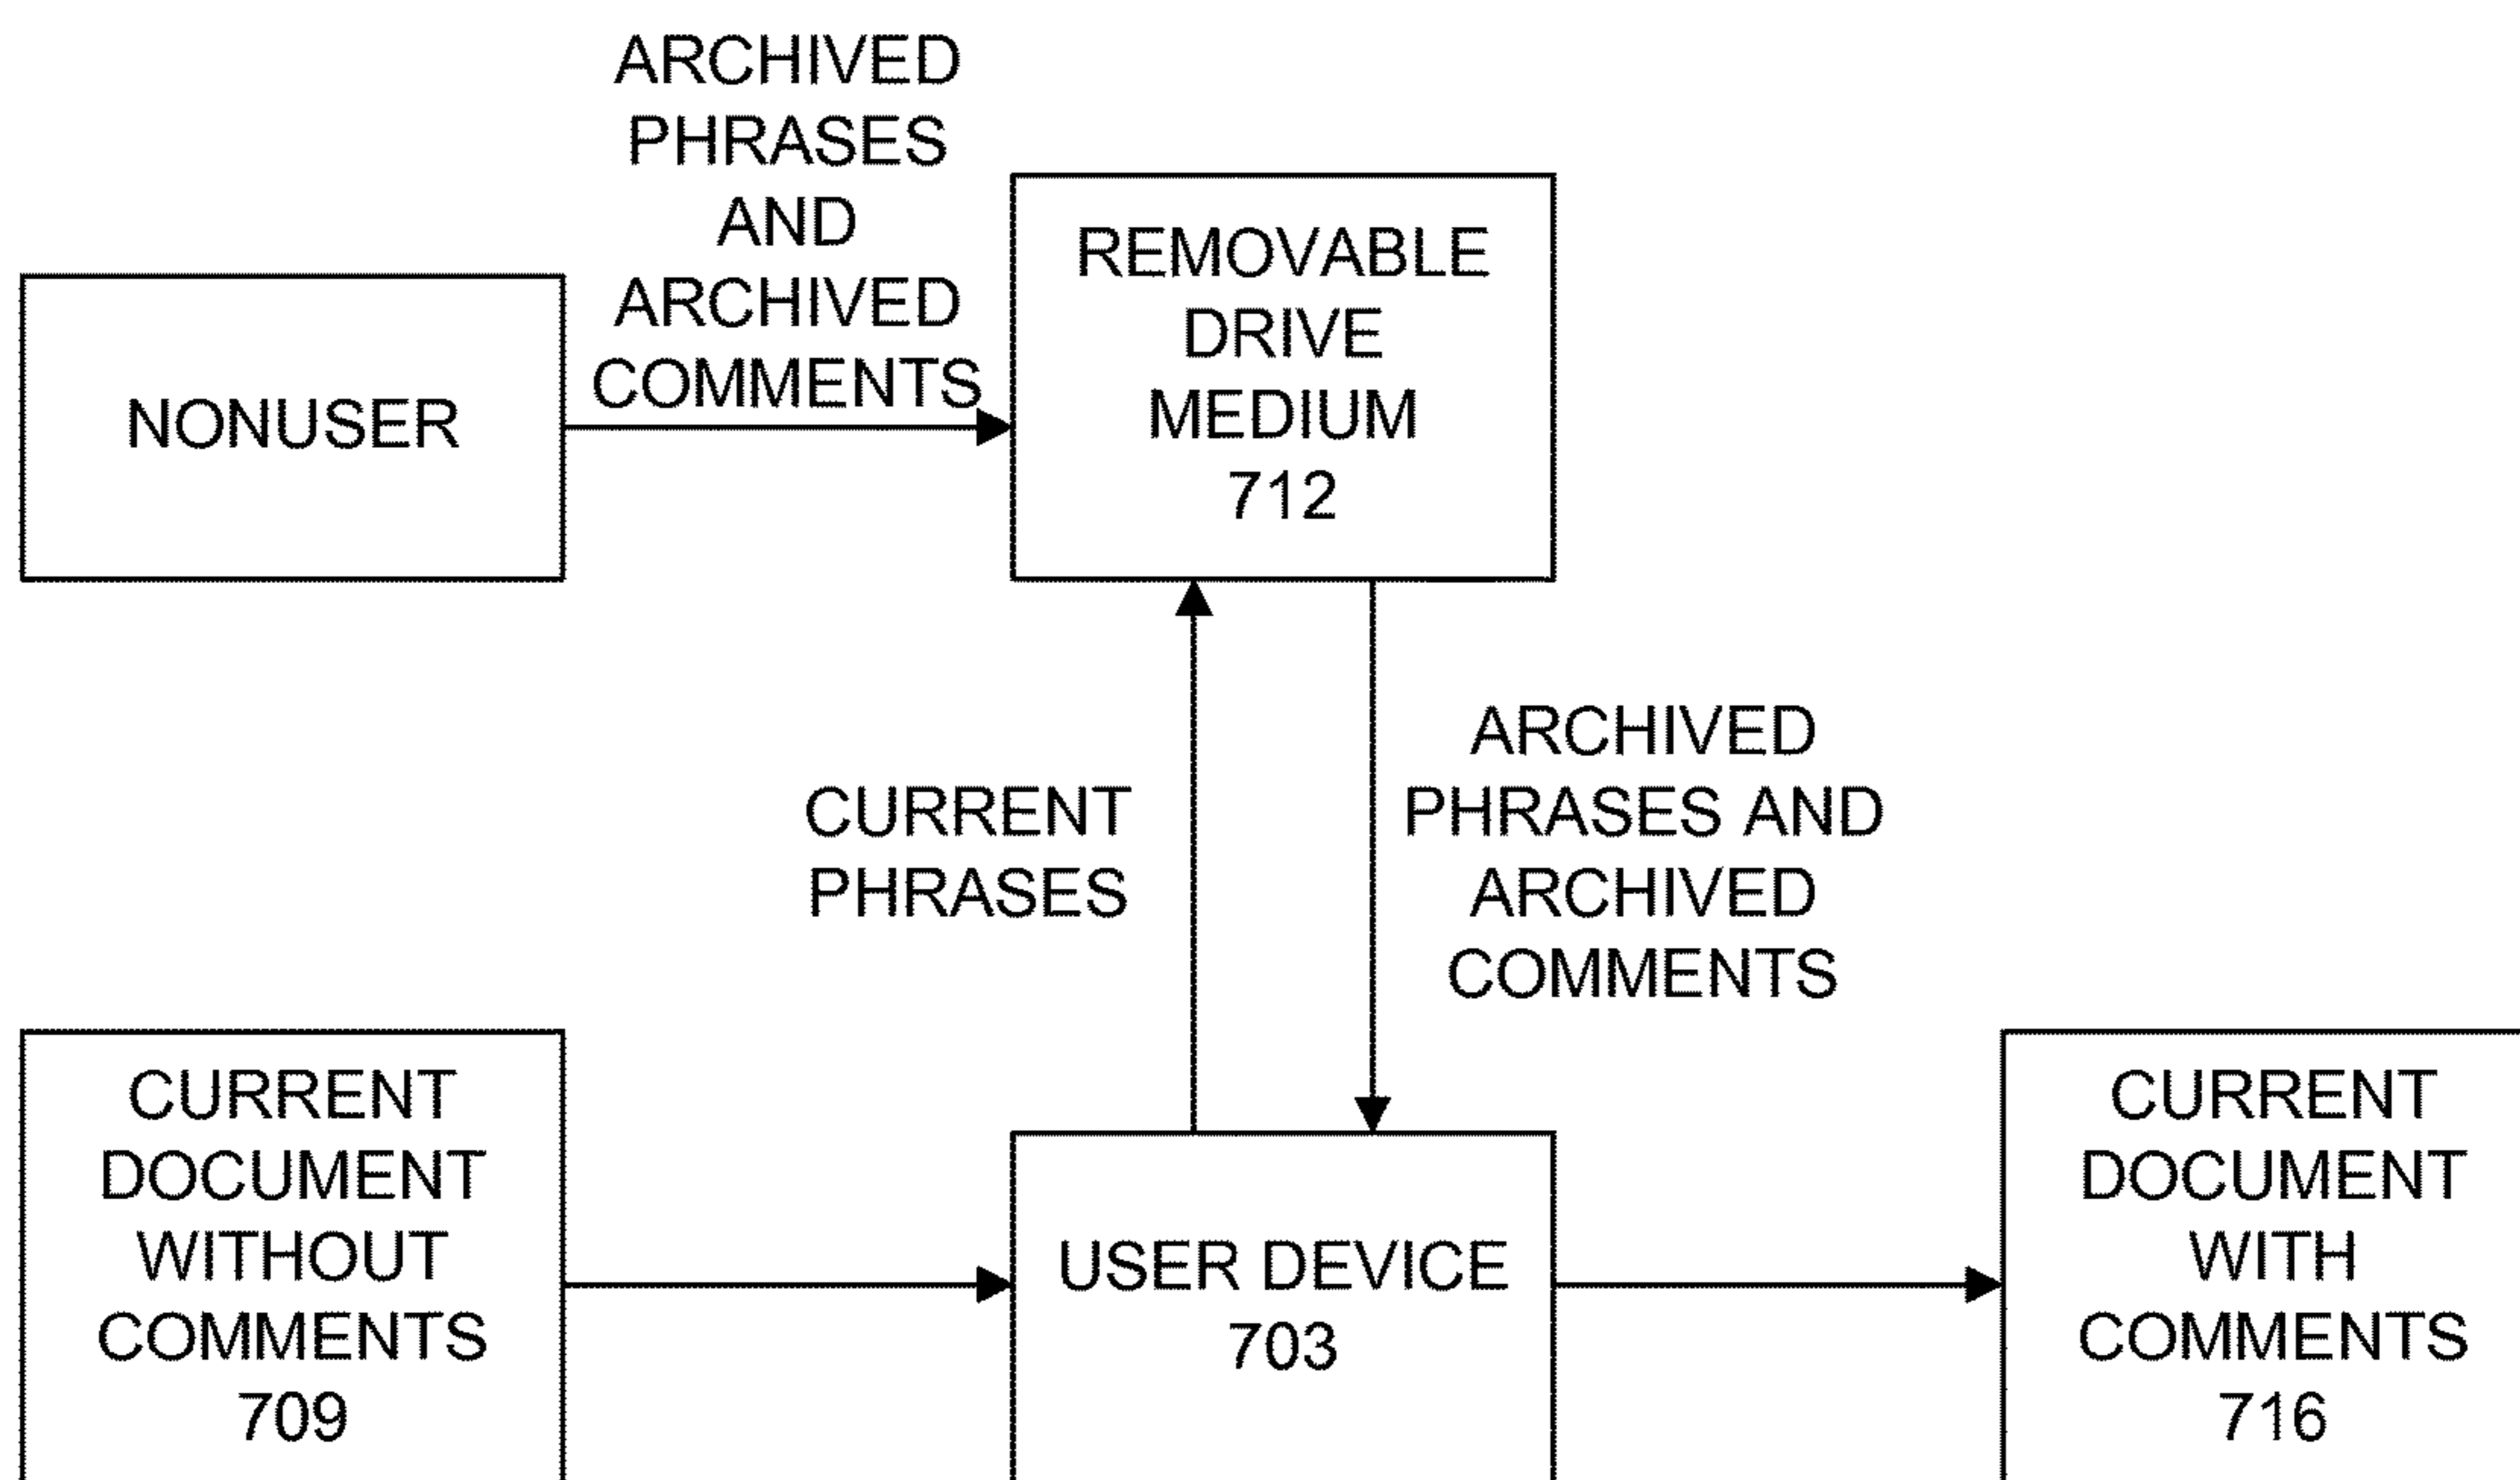 ARCHIVED
PHRASES
AND
ARCHIVED
COMMENTS
NONUSER
REMOVABLE
DRIVE
MEDIUM
712
CURRENT
PHRASES
ARCHIVED
PHRASES AND
ARCHIVED
COMMENTS
CURRENT
DOCUMENT
WITHOUT
COMMENTS
709
USER DEVICE
703
CURRENT
DOCUMENT
WITH
COMMENTS
716